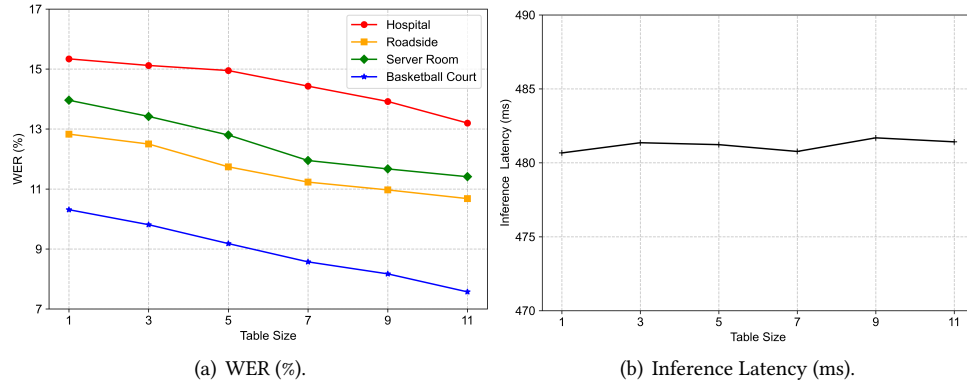 17
15
13
11
9
7
WER (%)
1 3 5 7 9 11
Table Size
Hospital
Roadside
Server Room
Basketball Court
(a) WER (%).
490
485
480
475
470
Inference Latency (ms)
1 3 5 7 9 11
Table Size
(b) Inference Latency (ms).